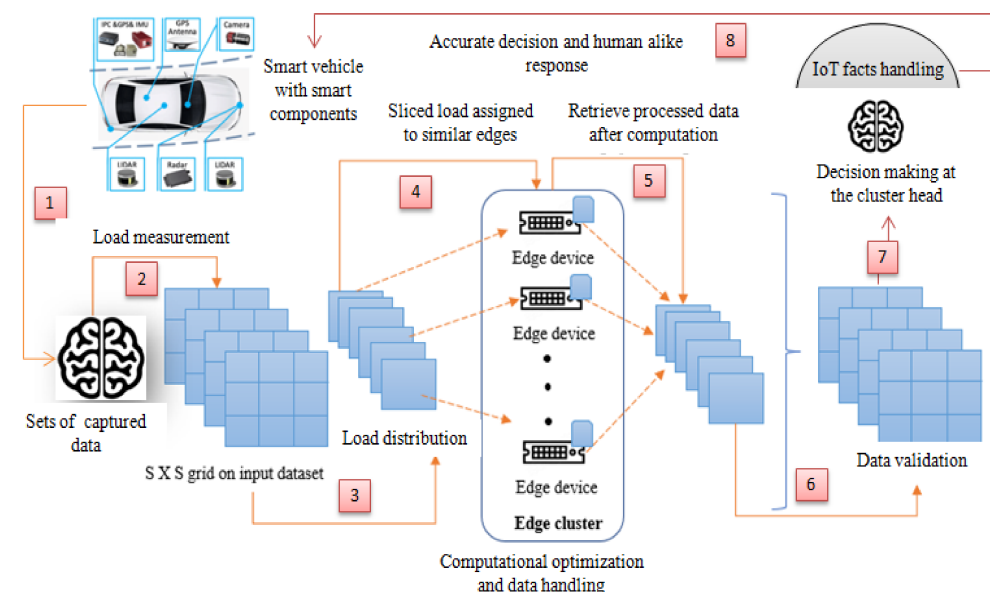 IPC &GPS& IMU
GPS
Antenna
Camera
LIDAR
Radar
LIDAR
Smart vehicle
with smart
components
Accurate decision and human alike
response
8
IoT facts handling
Sliced load assigned
to similar edges
Retrieve processed data
after computation
Decision making at
the cluster head
1
4
5
7
Load measurement
2
Edge device
Edge device
Edge device
Edge cluster
Sets of captured
data
S X S grid on input dataset
Load distribution
3
6
Data validation
Computational optimization
and data handling